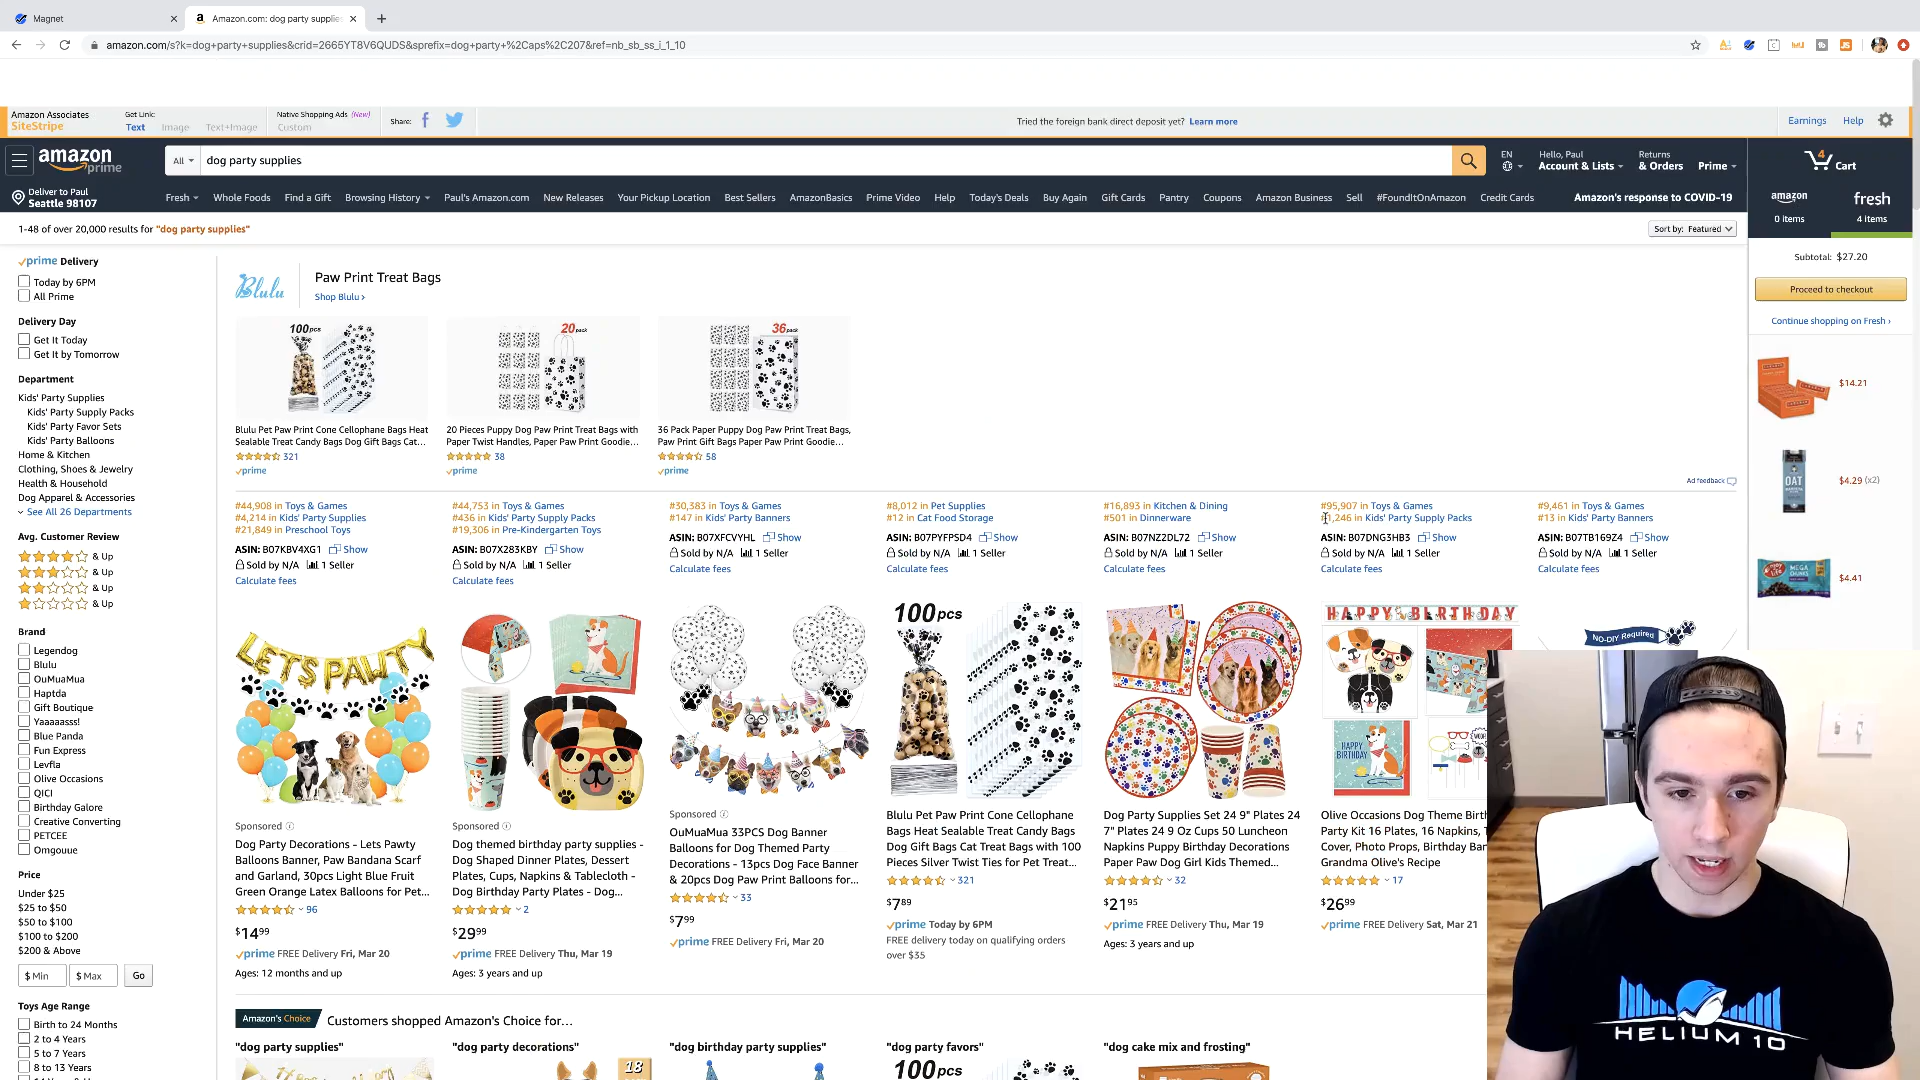 Magnet
Amazon.com: dog party supplies
amazon.com/s?k=dog+party+supplies&crid=2665YT8V6QUDS&sprefix=dog+party+%2Caps%2C207&ref=nb_sb_ss_i_1_10
Amazon Associates
SiteStripe
Get Link:
Text Image Text+Image
Native Shopping Ads (New)
Custom
Share:
Tried the foreign bank direct deposit yet? Learn more
Earnings Help
amazon prime
All
dog party supplies
EN
Hello, Paul
Account & Lists
Returns
& Orders
Prime
4
Cart
Deliver to Paul
Seattle 98107
Fresh Whole Foods Find a Gift Browsing History Paul's Amazon.com New Releases Your Pickup Location Best Sellers AmazonBasics Prime Video Help Today's Deals Buy Again Gift Cards Pantry Coupons Amazon Business Sell #FoundItOnAmazon Credit Cards
Amazon's response to COVID-19
amazon
0 items
fresh
4 items
1-48 of over 20,000 results for "dog party supplies"
Sort by: Featured
Subtotal: $27.20
Proceed to checkout
Continue shopping on Fresh ›
$14.21
OAT
$4.29 (x2)
MEGA
CHUNKS
$4.41
prime Delivery
Today by 6PM
All Prime
Delivery Day
Get It Today
Get It by Tomorrow
Department
Kids' Party Supplies
Kids' Party Supply Packs
Kids' Party Favor Sets
Kids' Party Balloons
Home & Kitchen
Clothing, Shoes & Jewelry
Health & Household
Dog Apparel & Accessories
See All 26 Departments
Avg. Customer Review
& Up
& Up
& Up
& Up
Brand
Legendog
Blulu
OuMuaMua
Haptda
Gift Boutique
Yaaaasss!
Blue Panda
Fun Express
Levfla
Olive Occasions
QICI
Birthday Galore
Creative Converting
PETCEE
Omgouue
Price
Under $25
$25 to $50
$50 to $100
$100 to $200
$200 & Above
$ Min $ Max Go
Toys Age Range
Birth to 24 Months
2 to 4 Years
5 to 7 Years
8 to 13 Years
Blulu
Paw Print Treat Bags
Shop Blulu ›
100pcs
Blulu Pet Paw Print Cone Cellophane Bags Heat
Sealable Treat Candy Bags Dog Gift Bags Cat...
321
prime
20 pack
20 Pieces Puppy Dog Paw Print Treat Bags with
Paper Twist Handles, Paper Paw Print Goodie...
38
prime
36 pack
36 Pack Paper Puppy Dog Paw Print Treat Bags,
Paw Print Gift Bags Paper Paw Print Goodie...
58
prime
Ad feedback
#44,908 in Toys & Games
#4,214 in Kids' Party Supplies
#21,849 in Preschool Toys
ASIN: B07KBV4XG1 Show
Sold by N/A 1 Seller
Calculate fees
LETS PAWTY
Sponsored
Dog Party Decorations - Lets Pawty
Balloons Banner, Paw Bandana Scarf
and Garland, 30pcs Light Blue Fruit
Green Orange Latex Balloons for Pet...
96
$14 99
prime FREE Delivery Fri, Mar 20
Ages: 12 months and up
#44,753 in Toys & Games
#436 in Kids' Party Supply Packs
#19,306 in Pre-Kindergarten Toys
ASIN: B07X283KBY Show
Sold by N/A 1 Seller
Calculate fees
Sponsored
Dog themed birthday party supplies -
Dog Shaped Dinner Plates, Dessert
Plates, Cups, Napkins & Tablecloth -
Dog Birthday Party Plates - Dog...
2
$29 99
prime FREE Delivery Thu, Mar 19
Ages: 3 years and up
#30,383 in Toys & Games
#147 in Kids' Party Banners
ASIN: B07XFCVYHL Show
Sold by N/A 1 Seller
Calculate fees
Sponsored
OuMuaMua 33PCS Dog Banner
Balloons for Dog Themed Party
Decorations - 13pcs Dog Face Banner
& 20pcs Dog Paw Print Balloons for...
33
$7 99
prime FREE Delivery Fri, Mar 20
#8,012 in Pet Supplies
#12 in Cat Food Storage
ASIN: B07PYFPSD4 Show
Sold by N/A 1 Seller
Calculate fees
100 pcs
Blulu Pet Paw Print Cone Cellophane
Bags Heat Sealable Treat Candy Bags
Dog Gift Bags Cat Treat Bags with 100
Pieces Silver Twist Ties for Pet Treat...
321
$7 89
prime Today by 6PM
FREE delivery today on qualifying orders
over $35
#16,893 in Kitchen & Dining
#501 in Dinnerware
ASIN: B07NZ2DL72 Show
Sold by N/A 1 Seller
Calculate fees
Dog Party Supplies Set 24 9" Plates 24
7" Plates 24 9 Oz Cups 50 Luncheon
Napkins Puppy Birthday Decorations
Paper Paw Dog Girl Kids Themed...
32
$21 95
prime FREE Delivery Thu, Mar 19
Ages: 3 years and up
#95,907 in Toys & Games
#1,246 in Kids' Party Supply Packs
ASIN: B07DNG3HB3 Show
Sold by N/A 1 Seller
Calculate fees
HAPPY BIRTHDAY
HAPPY
BIRTHDAY
Olive Occasions Dog Theme Birth
Party Kit 16 Plates, 16 Napkins,
Cover, Photo Props, Birthday Ban
Grandma Olive's Recipe
17
$26 99
prime FREE Delivery Sat, Mar 21
#9,461 in Toys & Games
#13 in Kids' Party Banners
ASIN: B07TB169Z4 Show
Sold by N/A 1 Seller
Calculate fees
NO-DIY Required
Amazon's Choice
Customers shopped Amazon's Choice for...
"dog party supplies" "dog party decorations" "dog birthday party supplies" "dog party favors" "dog cake mix and frosting"
18
100 pcs
HELIUM 10